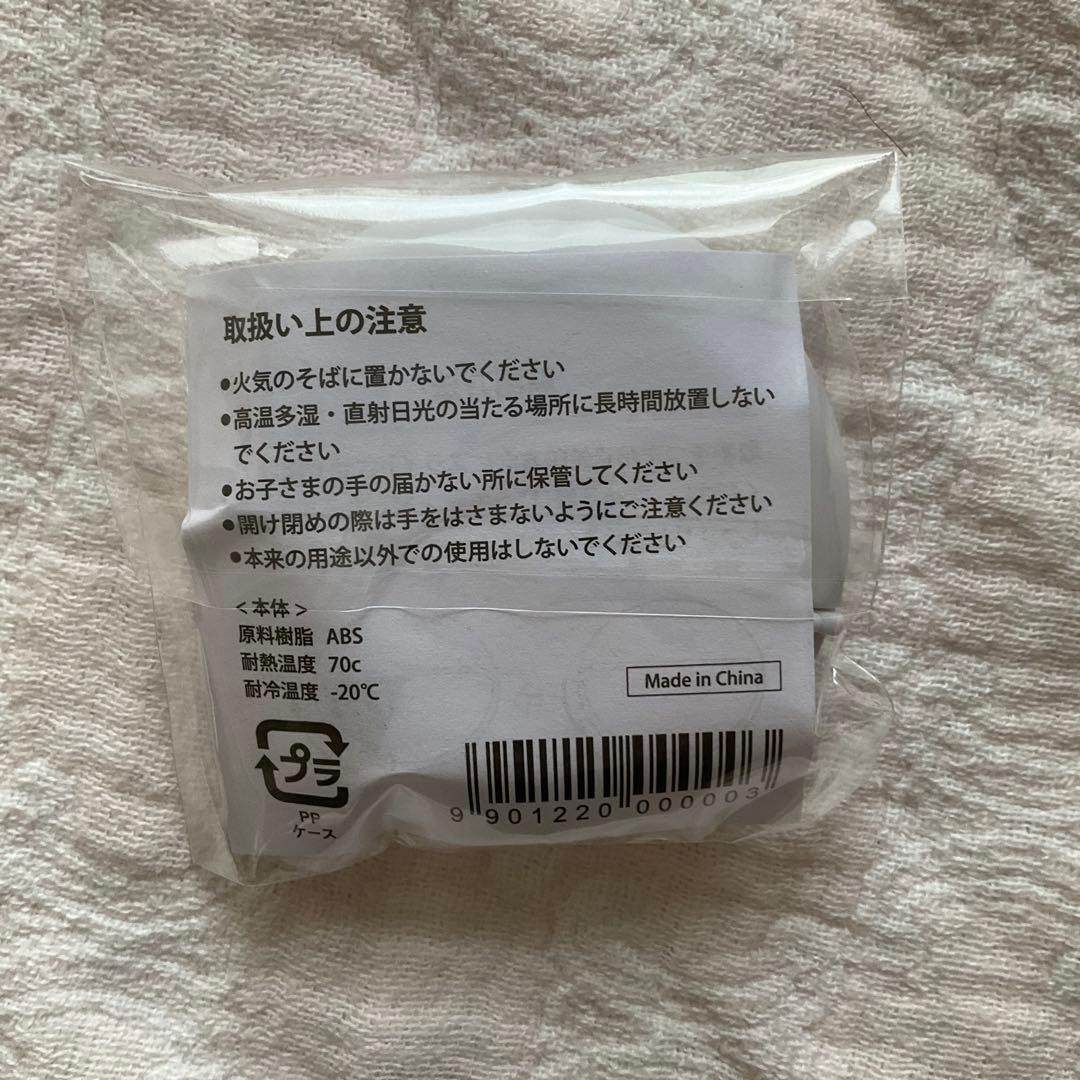 取扱い上の注意
●火気のそばに置かないでください
●高温多湿・直射日光の当たる場所に長時間放置しない
でください
●お子さまの手の届かない所に保管してください
●開け閉めの際は手をはさまないようにご注意ください
●本来の用途以外での使用はしないでください
<本体>
原料樹脂 ABS
耐熱温度 70c
耐冷温度 -20℃
Made in China
プラ
PP
ケース
9 901220 000003